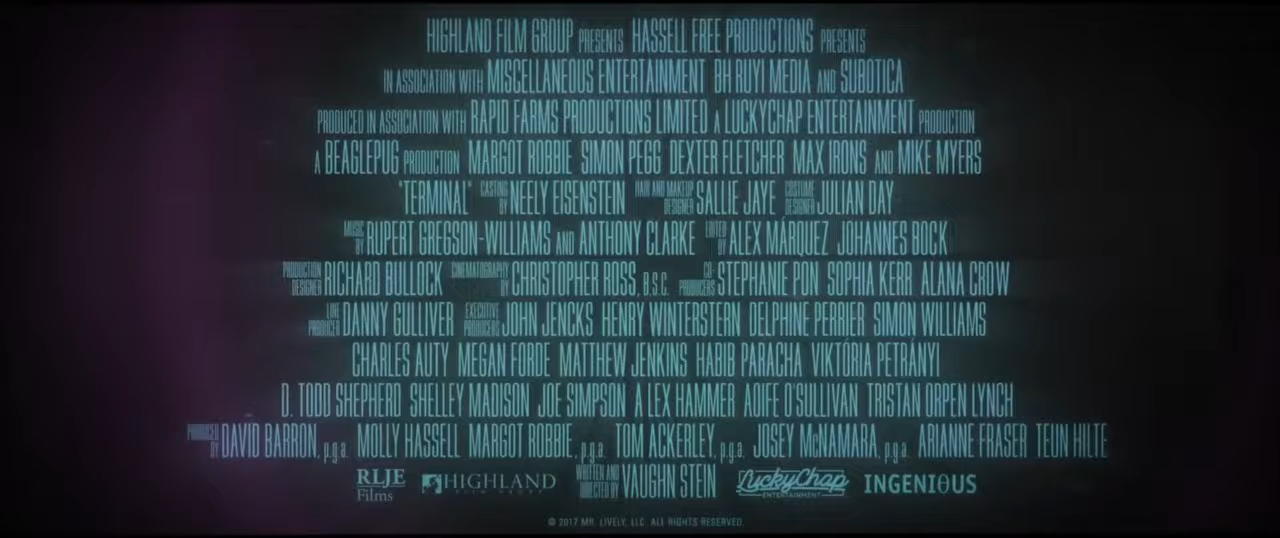 HIGHLAND FILM GROUP PRESENTS HASSELL FREE PRODUCTIONS PRESENTS
IN ASSOCIATION WITH MISCELLANEOUS ENTERTAINMENT BH RUYI MEDIA AND SUBOTICA
PRODUCED IN ASSOCIATION WITH RAPID FARMS PRODUCTIONS LIMITED A LUCKYCHAP ENTERTAINMENT PRODUCTION
A BEAGLEPUG PRODUCTION MARGOT ROBBIE SIMON PEGG DEXTER FLETCHER MAX IRONS AND MIKE MYERS
"TERMINAL" CASTING BY NEELY EISENSTEIN HAIR AND MAKEUP DESIGNER SALLIE JAYE COSTUME DESIGNER JULIAN DAY
MUSIC BY RUPERT GREGSON-WILLIAMS AND ANTHONY CLARKE EDITED BY ALEX MÁRQUEZ JOHANNES BOCK
PRODUCTION DESIGNER RICHARD BULLOCK CINEMATOGRAPHY BY CHRISTOPHER ROSS, B.S.C. CO-PRODUCERS STEPHANIE PON SOPHIA KERR ALANA CROW
LINE PRODUCER DANNY GULLIVER EXECUTIVE PRODUCERS JOHN JENCKS HENRY WINTERSTERN DELPHINE PERRIER SIMON WILLIAMS
CHARLES AUTY MEGAN FORDE MATTHEW JENKINS HABIB PARACHA VIKTÓRIA PETRÁNYI
D. TODD SHEPHERD SHELLEY MADISON JOE SIMPSON A LEX HAMMER AOIFE O'SULLIVAN TRISTAN ORPEN LYNCH
PRODUCED BY DAVID BARRON, p.g.a. MOLLY HASSELL MARGOT ROBBIE, p.g.a. TOM ACKERLEY, p.g.a. JOSEY McNAMARA, p.g.a. ARIANNE FRASER TEUN HILTE
RLJE Films HIGHLAND FILM GROUP WRITTEN AND DIRECTED BY VAUGHN STEIN LuckyChap ENTERTAINMENT INGENIOUS
© 2017 MR. LIVELY, LLC. ALL RIGHTS RESERVED.